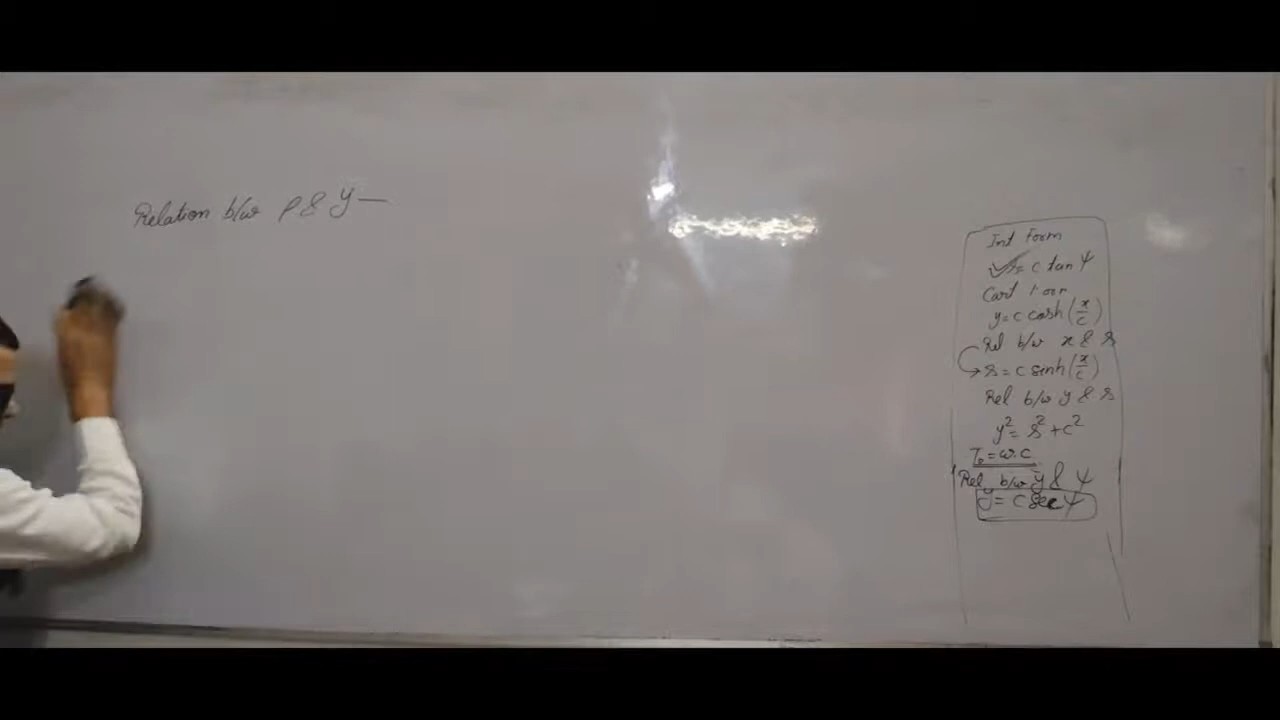 Relation b/w ρ & y —
Int Form
s = c tan ψ
Cart Form
y = c cosh (x/c)
Rel b/w x & s
→ s = c sinh (x/c)
Rel b/w y & s
y² = s² + c²
T₀ = w.c
Rel b/w y & ψ
y = c sec ψ